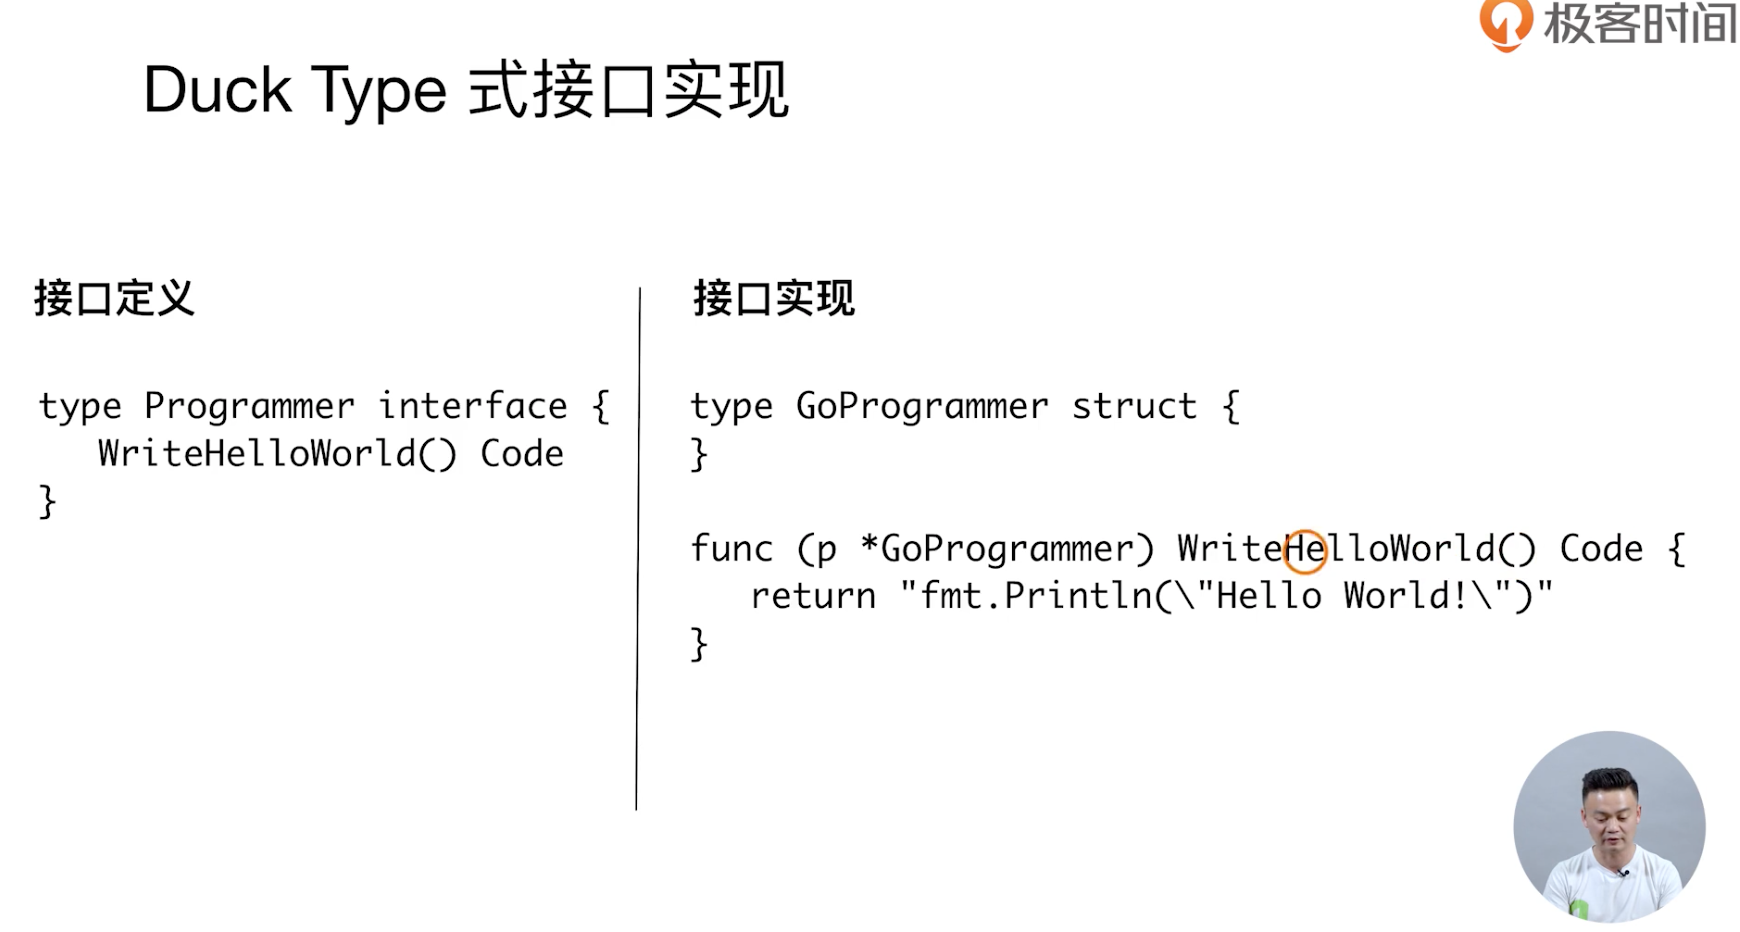 极客时间
Duck Type 式接口实现
接口定义
type Programmer interface {
WriteHelloWorld() Code
}
接口实现
type GoProgrammer struct {
}
func (p *GoProgrammer) WriteHelloWorld() Code {
return "fmt.Println(\"Hello World!\")"
}